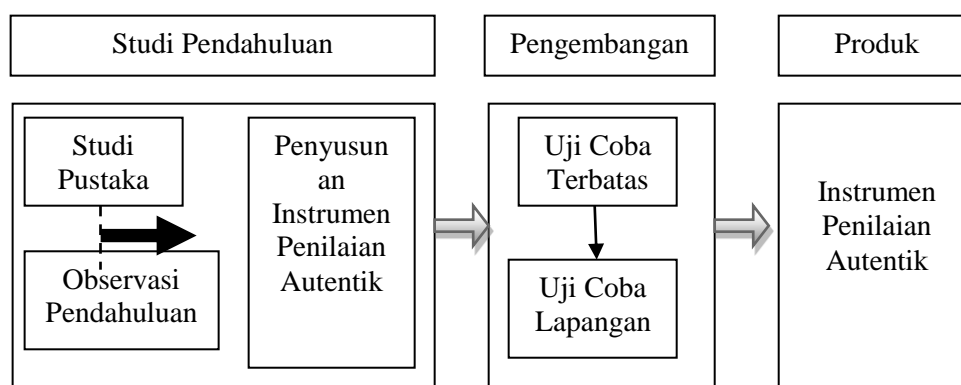 Studi Pendahuluan
Pengembangan
Produk
Studi
Pustaka
Observasi
Pendahuluan
Penyusun
an
Instrumen
Penilaian
Autentik
Uji Coba
Terbatas
Uji Coba
Lapangan
Instrumen
Penilaian
Autentik